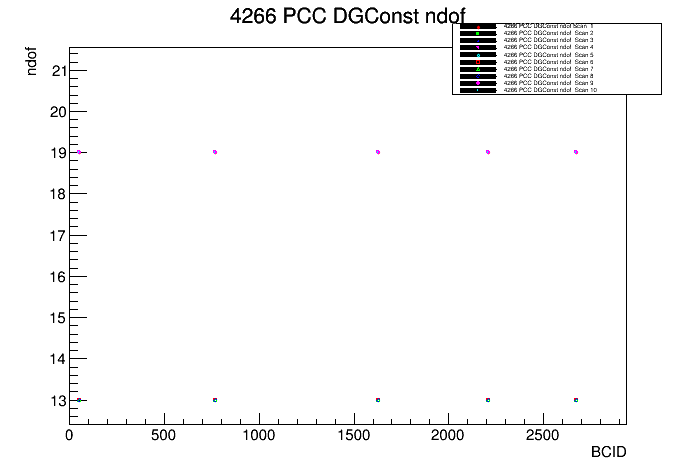 4266 PCC DGConst ndof
4266 PCC DGConst ndof Scan 1
4266 PCC DGConst ndof Scan 2
4266 PCC DGConst ndof Scan 3
4266 PCC DGConst ndof Scan 4
4266 PCC DGConst ndof Scan 5
4266 PCC DGConst ndof Scan 6
4266 PCC DGConst ndof Scan 7
4266 PCC DGConst ndof Scan 8
4266 PCC DGConst ndof Scan 9
4266 PCC DGConst ndof Scan 10
ndof
21
20
19
18
17
16
15
14
13
0 500 1000 1500 2000 2500
BCID